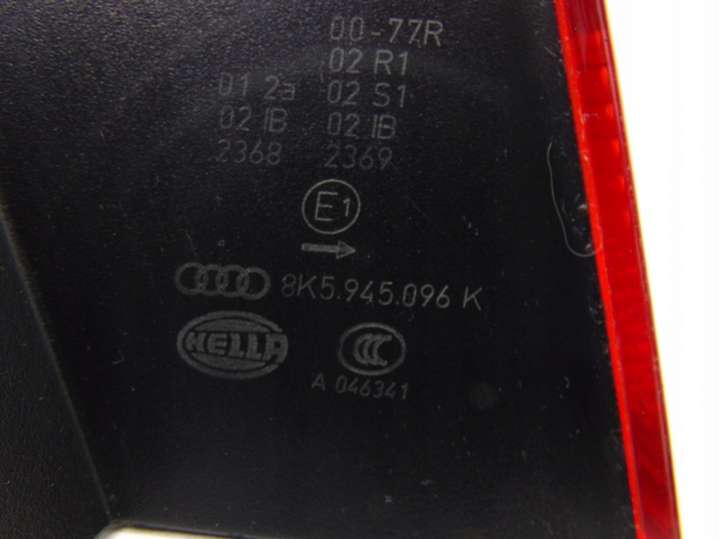 00-77R
02 R1
01 2a 02 S1
02 IB 02 IB
2368 2369
E1
8K5.945.096 K
HELLA CCC
A 046341